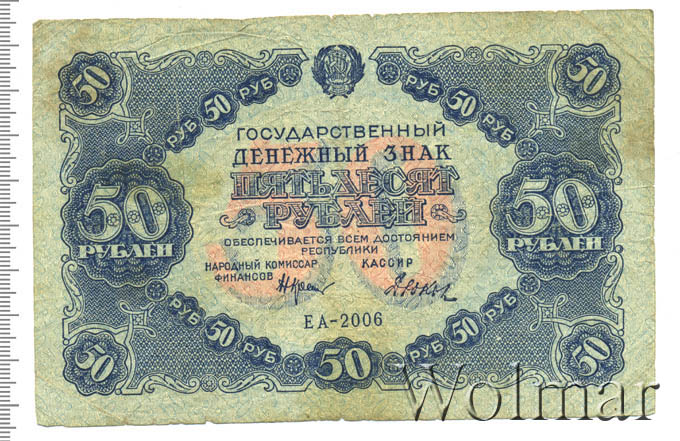 50 РУБ 50 РУБ РУБ 50 РУБ 50
ГОСУДАРСТВЕННЫЙ
ДЕНЕЖНЫЙ ЗНАК
ПЯТЬДЕСЯТ
РУБЛЕЙ
50
РУБЛЕЙ
50
50
РУБЛЕЙ
ОБЕСПЕЧИВАЕТСЯ ВСЕМ ДОСТОЯНИЕМ
РЕСПУБЛИКИ
НАРОДНЫЙ КОМИССАР
ФИНАНСОВ
КАССИР
ЕА-2006
50 РУБ 50 РУБ 50 РУБ 50 РУБ 50
Wolmar